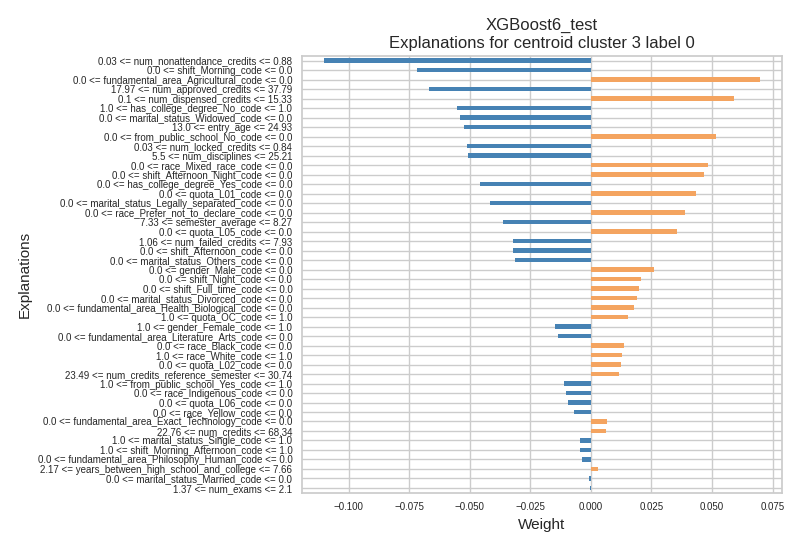 XGBoost6_test
Explanations for centroid cluster 3 label 0
0.03 <= num_nonattendance_credits <= 0.88
0.0 <= shift_Morning_code <= 0.0
0.0 <= fundamental_area_Agricultural_code <= 0.0
17.97 <= num_approved_credits <= 37.79
0.1 <= num_dispensed_credits <= 15.33
1.0 <= has_college_degree_No_code <= 1.0
0.0 <= marital_status_Widowed_code <= 0.0
13.0 <= entry_age <= 24.93
0.0 <= from_public_school_No_code <= 0.0
0.03 <= num_locked_credits <= 0.84
5.5 <= num_disciplines <= 25.21
0.0 <= race_Mixed_race_code <= 0.0
0.0 <= shift_Afternoon_Night_code <= 0.0
0.0 <= has_college_degree_Yes_code <= 0.0
0.0 <= quota_L01_code <= 0.0
0.0 <= marital_status_Legally_separated_code <= 0.0
0.0 <= race_Prefer_not_to_declare_code <= 0.0
7.33 <= semester_average <= 8.27
0.0 <= quota_L05_code <= 0.0
1.06 <= num_failed_credits <= 7.93
0.0 <= shift_Afternoon_code <= 0.0
0.0 <= marital_status_Others_code <= 0.0
0.0 <= gender_Male_code <= 0.0
0.0 <= shift_Night_code <= 0.0
0.0 <= shift_Full_time_code <= 0.0
0.0 <= marital_status_Divorced_code <= 0.0
0.0 <= fundamental_area_Health_Biological_code <= 0.0
1.0 <= quota_OC_code <= 1.0
1.0 <= gender_Female_code <= 1.0
0.0 <= fundamental_area_Literature_Arts_code <= 0.0
0.0 <= race_Black_code <= 0.0
1.0 <= race_White_code <= 1.0
0.0 <= quota_L02_code <= 0.0
23.49 <= num_credits_reference_semester <= 30.74
1.0 <= from_public_school_Yes_code <= 1.0
0.0 <= race_Indigenous_code <= 0.0
0.0 <= quota_L06_code <= 0.0
0.0 <= race_Yellow_code <= 0.0
0.0 <= fundamental_area_Exact_Technology_code <= 0.0
22.76 <= num_credits <= 68.34
1.0 <= marital_status_Single_code <= 1.0
1.0 <= shift_Morning_Afternoon_code <= 1.0
0.0 <= fundamental_area_Philosophy_Human_code <= 0.0
2.17 <= years_between_high_school_and_college <= 7.66
0.0 <= marital_status_Married_code <= 0.0
1.37 <= num_exams <= 2.1
Explanations
−0.100 −0.075 −0.050 −0.025 0.000 0.025 0.050 0.075
Weight